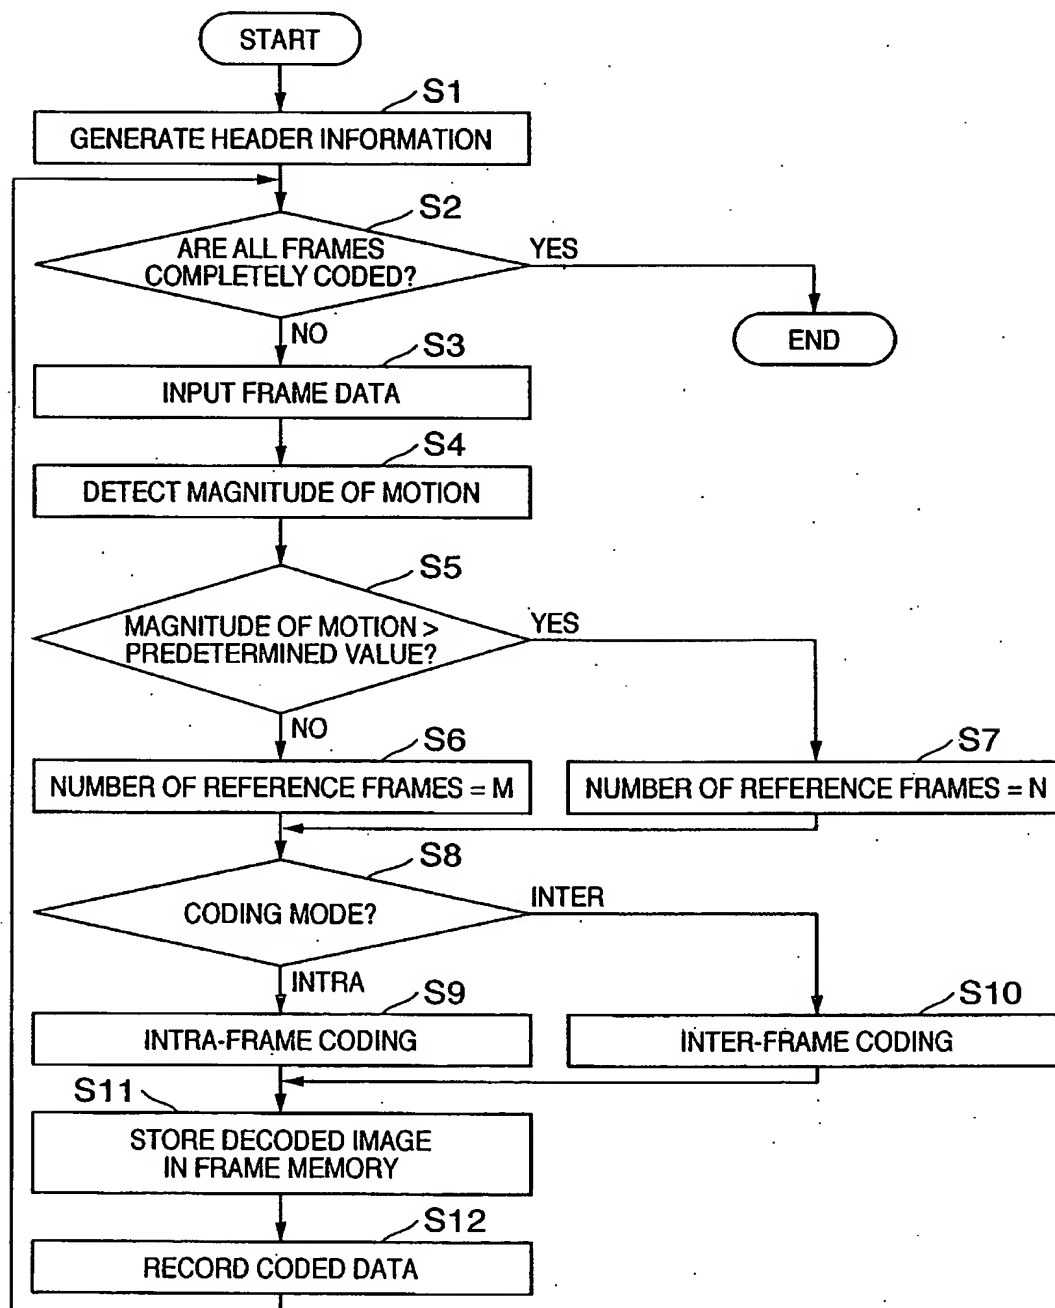 START
S1
GENERATE HEADER INFORMATION
S2
ARE ALL FRAMES
COMPLETELY CODED?
YES
NO
END
S3
INPUT FRAME DATA
S4
DETECT MAGNITUDE OF MOTION
S5
MAGNITUDE OF MOTION >
PREDETERMINED VALUE?
YES
NO
S6
NUMBER OF REFERENCE FRAMES = M
S7
NUMBER OF REFERENCE FRAMES = N
S8
CODING MODE?
INTER
INTRA
S9
INTRA-FRAME CODING
S10
INTER-FRAME CODING
S11
STORE DECODED IMAGE
IN FRAME MEMORY
S12
RECORD CODED DATA